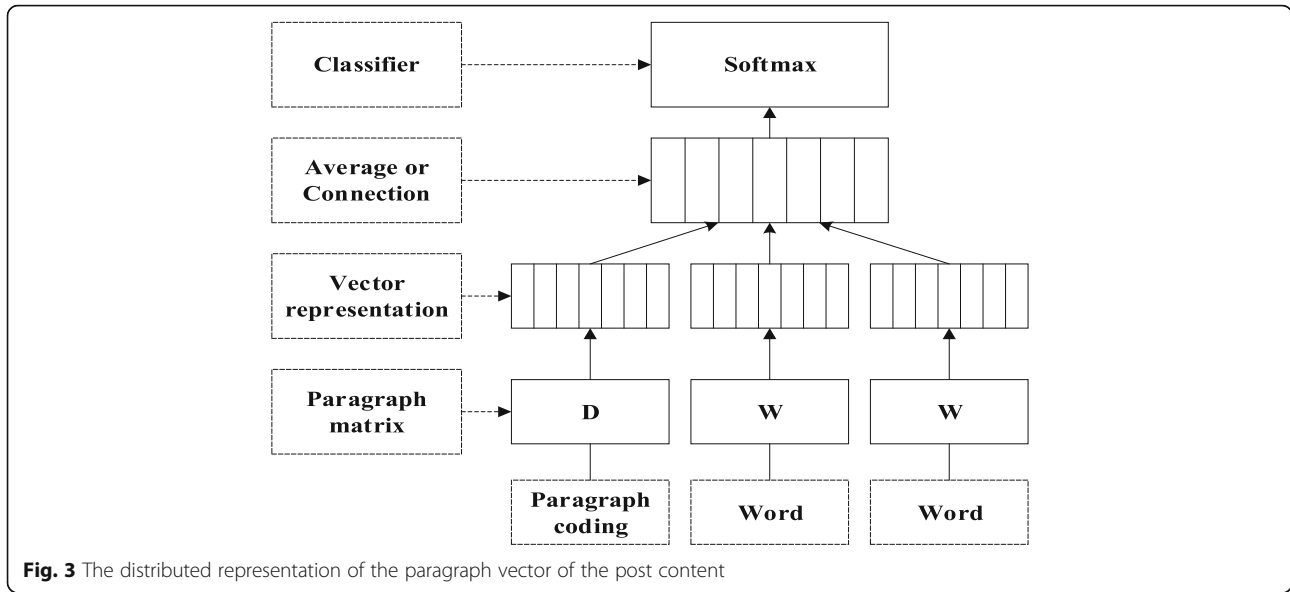 Classifier
Softmax
Average or
Connection
Vector
representation
Paragraph
matrix
D
W
W
Paragraph
coding
Word
Word
Fig. 3 The distributed representation of the paragraph vector of the post content